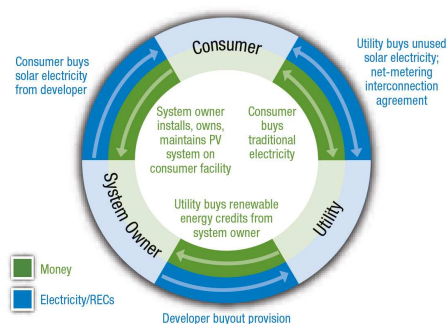 Consumer
Consumer buys
solar electricity
from developer
Utility buys unused
solar electricity;
net-metering
interconnection
agreement
System owner
installs, owns,
maintains PV
system on
consumer facility
Consumer
buys
traditional
electricity
System Owner
Utility
Utility buys renewable
energy credits from
system owner
Money
Electricity/RECs
Developer buyout provision